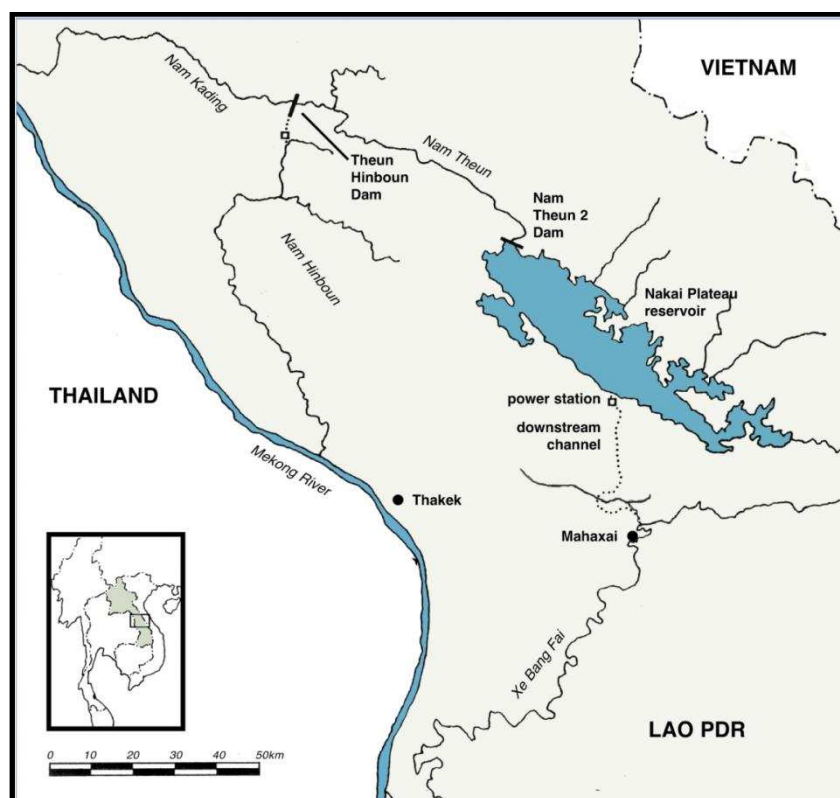 VIETNAM
Nam Kading
Theun
Hinboun
Dam
Nam Theun
Nam
Theun 2
Dam
Nam Hinboun
Nakai Plateau
reservoir
THAILAND
power station
downstream
channel
Mekong River
Thakek
Mahaxai
Xe Bang Fai
LAO PDR
0 10 20 30 40 50km